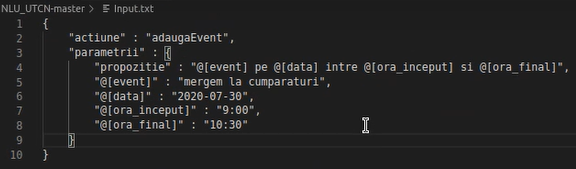 NLU_UTCN-master > Input.txt
1 {
2 "actiune" : "adaugaEvent",
3 "parametrii" : {
4 "propozitie" : "@[event] pe @[data] intre @[ora_inceput] si @[ora_final]",
5 "@[event]" : "mergem la cumparaturi",
6 "@[data]" : "2020-07-30",
7 "@[ora_inceput]" : "9:00",
8 "@[ora_final]" : "10:30"
9 }
10 }